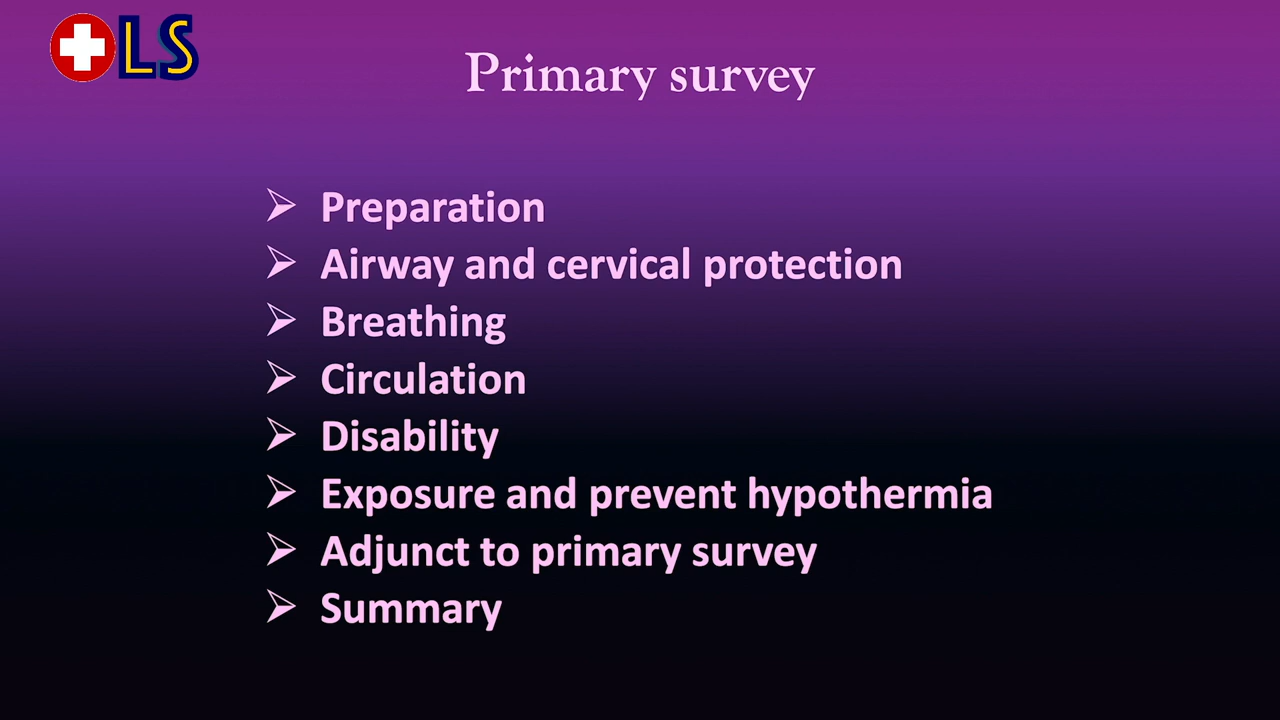 LS
Primary survey
Preparation
Airway and cervical protection
Breathing
Circulation
Disability
Exposure and prevent hypothermia
Adjunct to primary survey
Summary